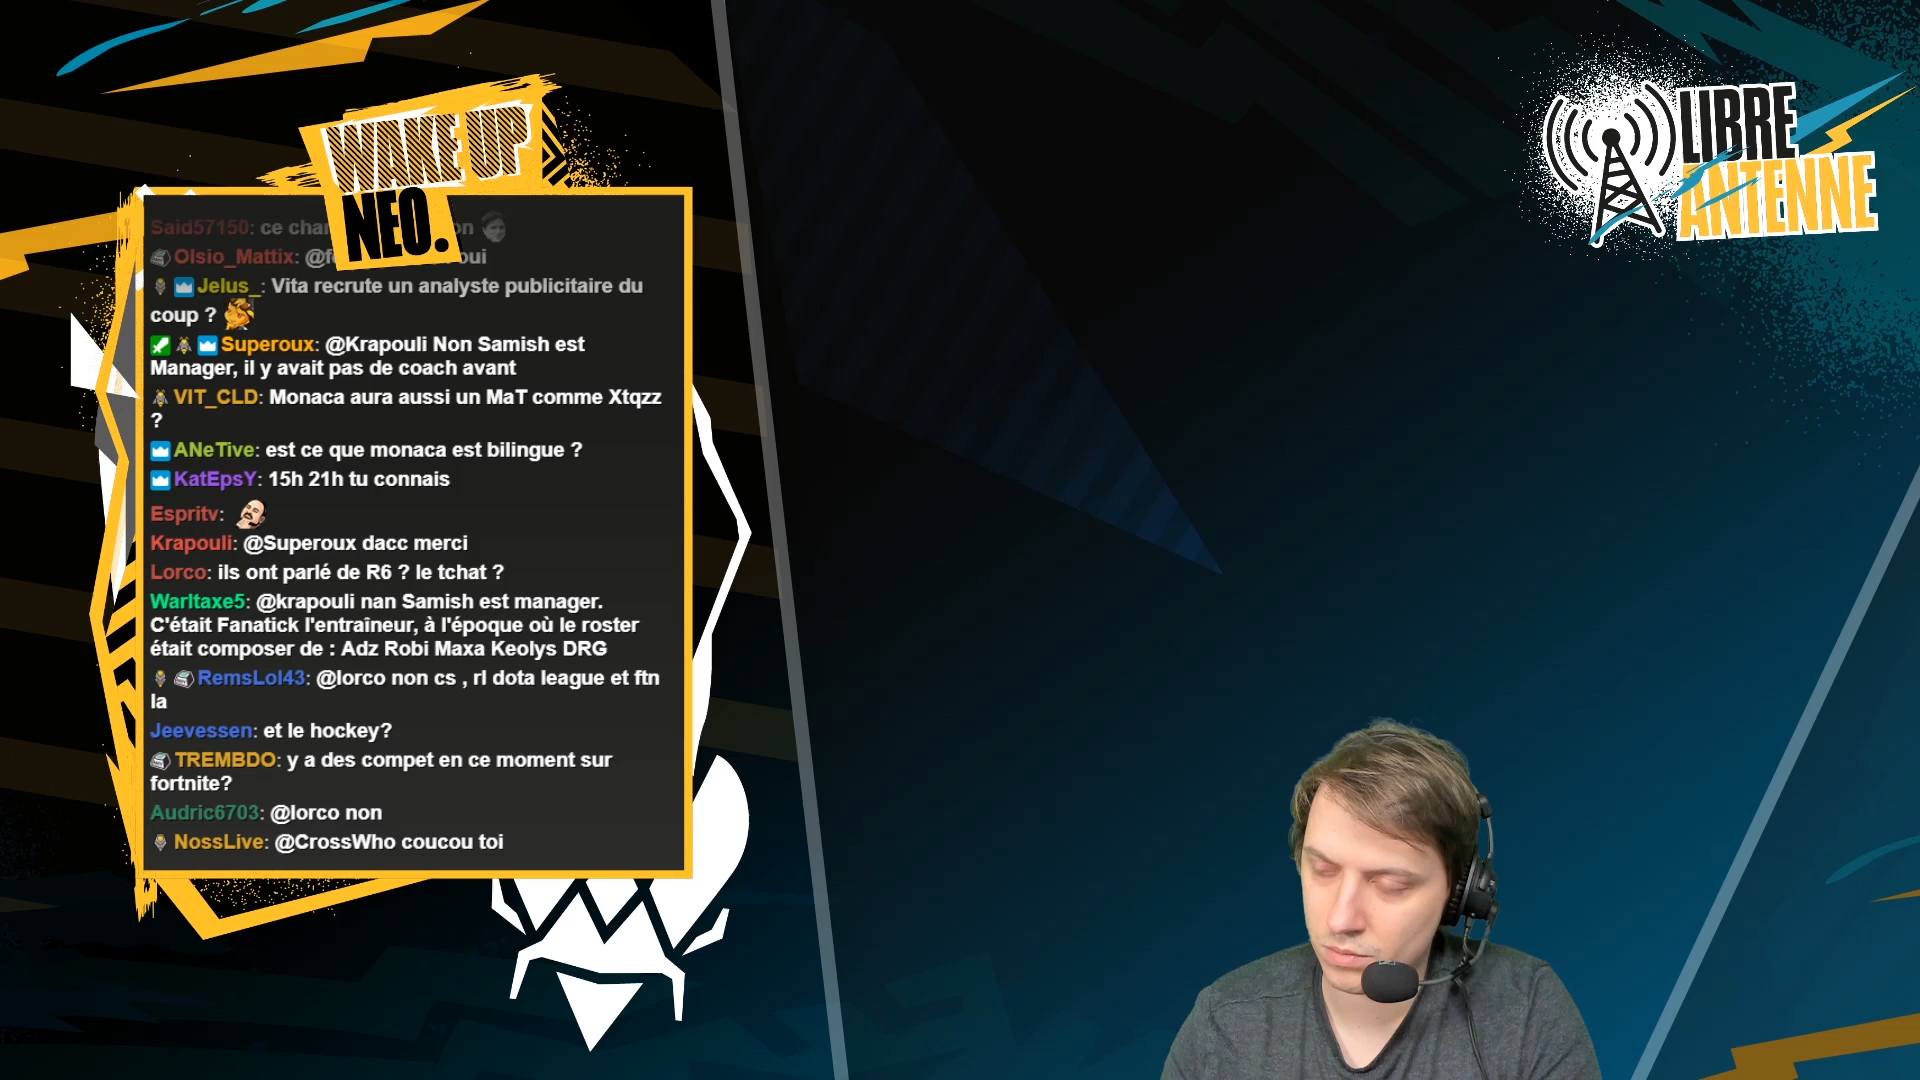 WAKE UP
NEO.
LIBRE
ANTENNE
Said57150: ce
Olsio_Mattix: oui
Jelus_: Vita recrute un analyste publicitaire du
coup ?
Superoux: @Krapouli Non Samish est
Manager, il y avait pas de coach avant
VIT_CLD: Monaca aura aussi un MaT comme Xtqzz
?
ANeTive: est ce que monaca est bilingue ?
KatEpsY: 15h 21h tu connais
Espritv:
Krapouli: @Superoux dacc merci
Lorco: ils ont parlé de R6 ? le tchat ?
Warltaxe5: @krapouli nan Samish est manager.
C'était Fanatick l'entraîneur, à l'époque où le roster
était composer de : Adz Robi Maxa Keolys DRG
RemsLol43: @lorco non cs , rl dota league et ftn
la
Jeevessen: et le hockey?
TREMBDO: y a des compet en ce moment sur
fortnite?
Audric6703: @lorco non
NossLive: @CrossWho coucou toi